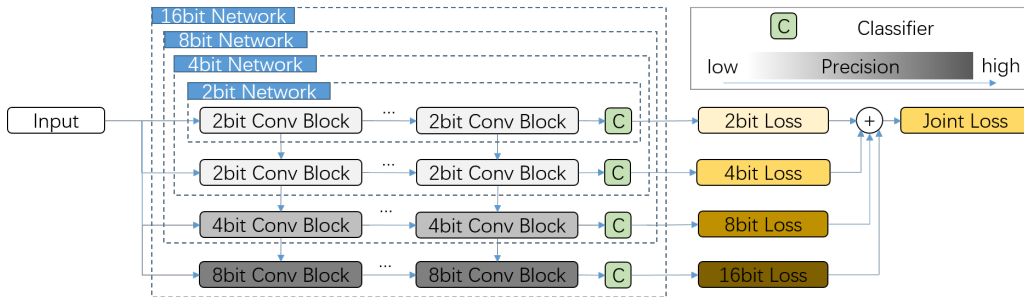 16bit Network
8bit Network
4bit Network
2bit Network
C
Classifier
low
Precision
high
Input
2bit Conv Block
...
2bit Conv Block
C
2bit Loss
+
Joint Loss
2bit Conv Block
...
2bit Conv Block
C
4bit Loss
4bit Conv Block
...
4bit Conv Block
C
8bit Loss
8bit Conv Block
...
8bit Conv Block
C
16bit Loss